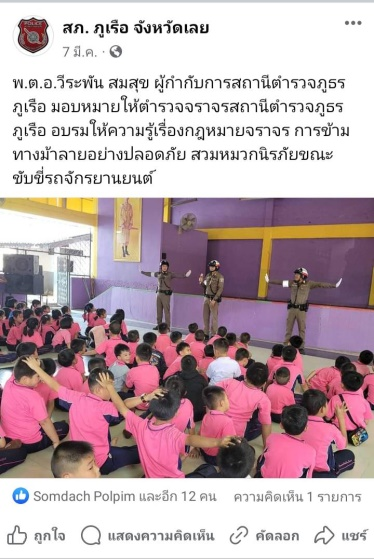 สภ. ภูเรือ จังหวัดเลย
7 มี.ค.
พ.ต.อ.วีระพัน สมสุข ผู้กำกับการสถานีตำรวจภูธร
ภูเรือ มอบหมายให้ตำรวจจราจรสถานีตำรวจภูธร
ภูเรือ อบรมให้ความรู้เรื่องกฎหมายจราจร การข้าม
ทางม้าลายอย่างปลอดภัย สวมหมวกนิรภัยขณะ
ขับขี่รถจักรยานยนต์
Somdach Polpim และอีก 12 คน
ความคิดเห็น 1 รายการ
ถูกใจ
แสดงความคิดเห็น
คัดลอก
แชร์